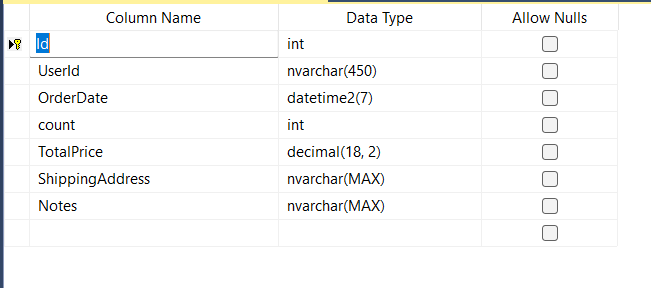 Column Name Data Type Allow Nulls
Id int
UserId nvarchar(450)
OrderDate datetime2(7)
count int
TotalPrice decimal(18, 2)
ShippingAddress nvarchar(MAX)
Notes nvarchar(MAX)